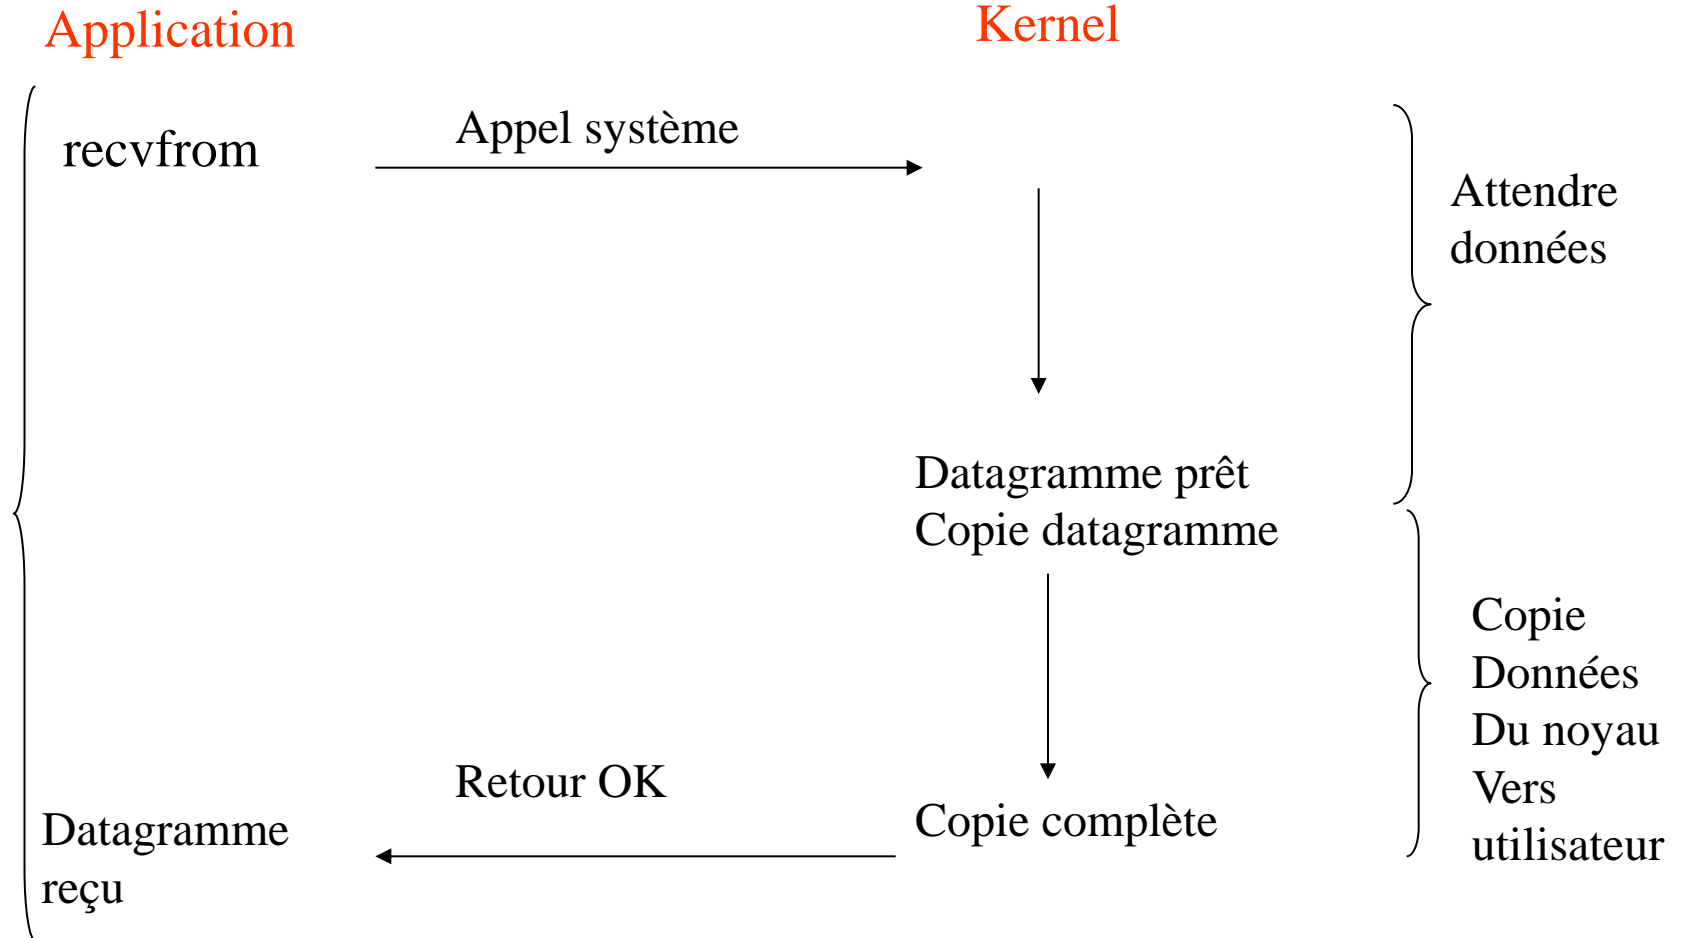 Application
Kernel
recvfrom
Appel système
Attendre
données
Datagramme prêt
Copie datagramme
Copie
Données
Du noyau
Vers
utilisateur
Retour OK
Copie complète
Datagramme
reçu